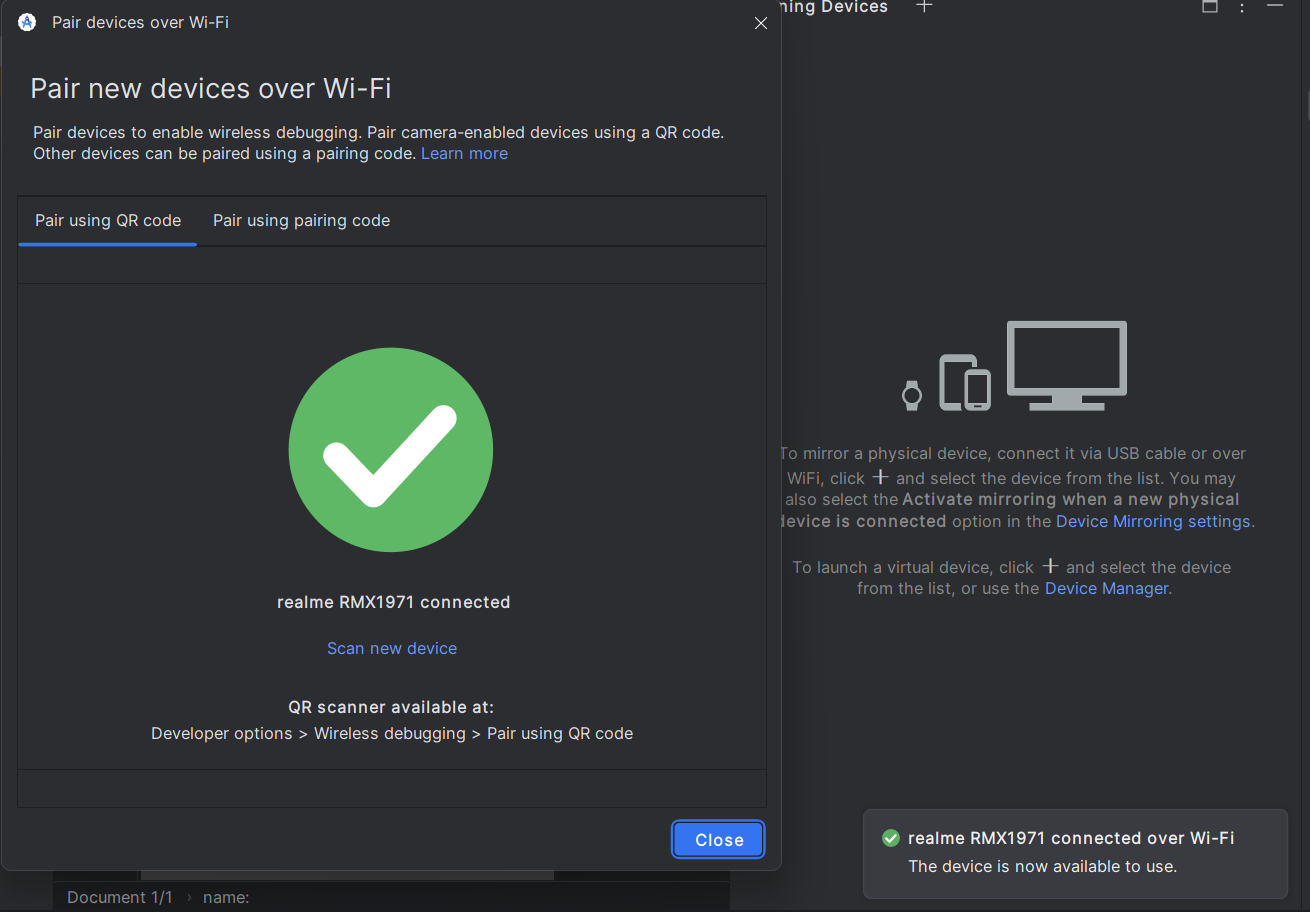 Pair devices over Wi-Fi
Pair new devices over Wi-Fi
Pair devices to enable wireless debugging. Pair camera-enabled devices using a QR code.
Other devices can be paired using a pairing code. Learn more
Pair using QR code
Pair using pairing code
realme RMX1971 connected
Scan new device
QR scanner available at:
Developer options > Wireless debugging > Pair using QR code
Close
Document 1/1 › name:
Devices
To mirror a physical device, connect it via USB cable or over
WiFi, click + and select the device from the list. You may
also select the Activate mirroring when a new physical
device is connected option in the Device Mirroring settings.
To launch a virtual device, click + and select the device
from the list, or use the Device Manager.
realme RMX1971 connected over Wi-Fi
The device is now available to use.